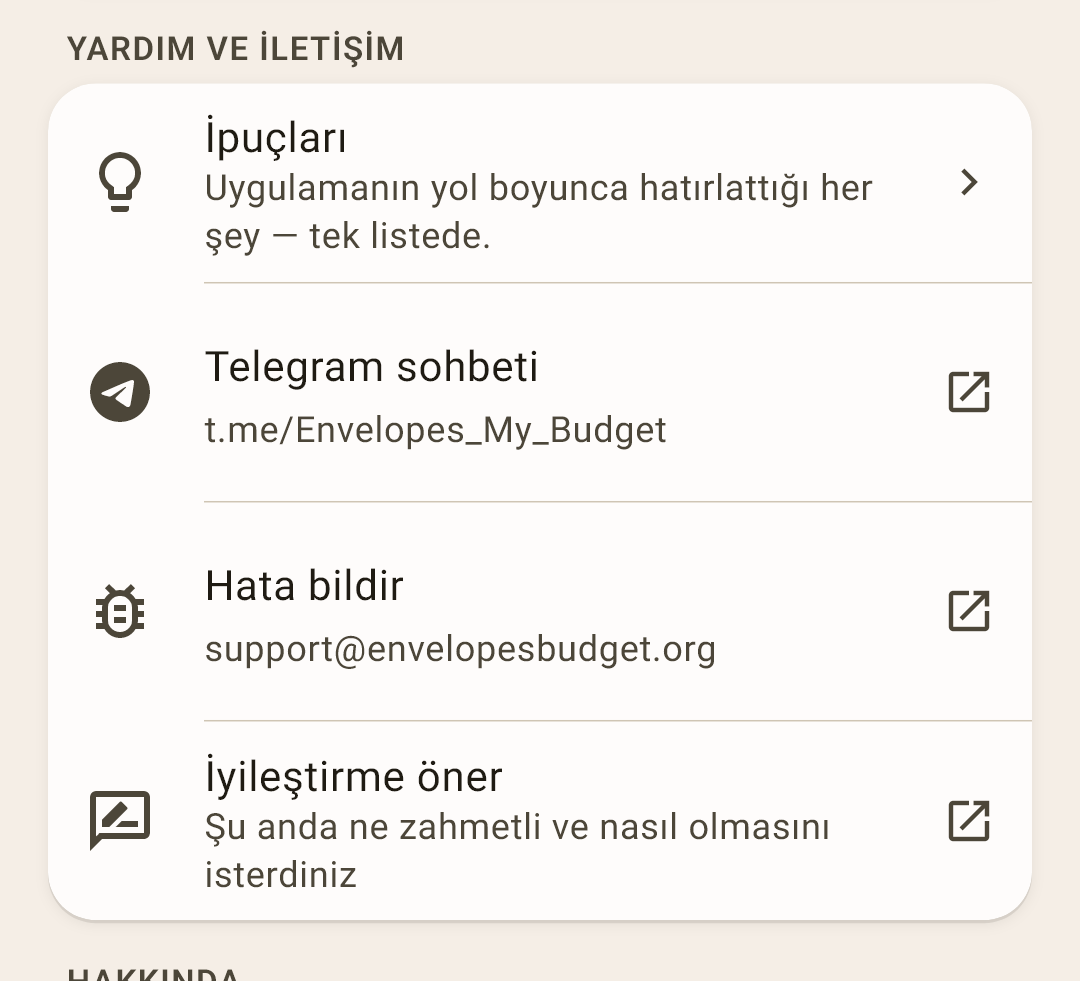 YARDIM VE İLETİŞİM
İpuçları
Uygulamanın yol boyunca hatırlattığı her
şey — tek listede.
Telegram sohbeti
t.me/Envelopes_My_Budget
Hata bildir
support@envelopesbudget.org
İyileştirme öner
Şu anda ne zahmetli ve nasıl olmasını
isterdiniz
HAKKINDA